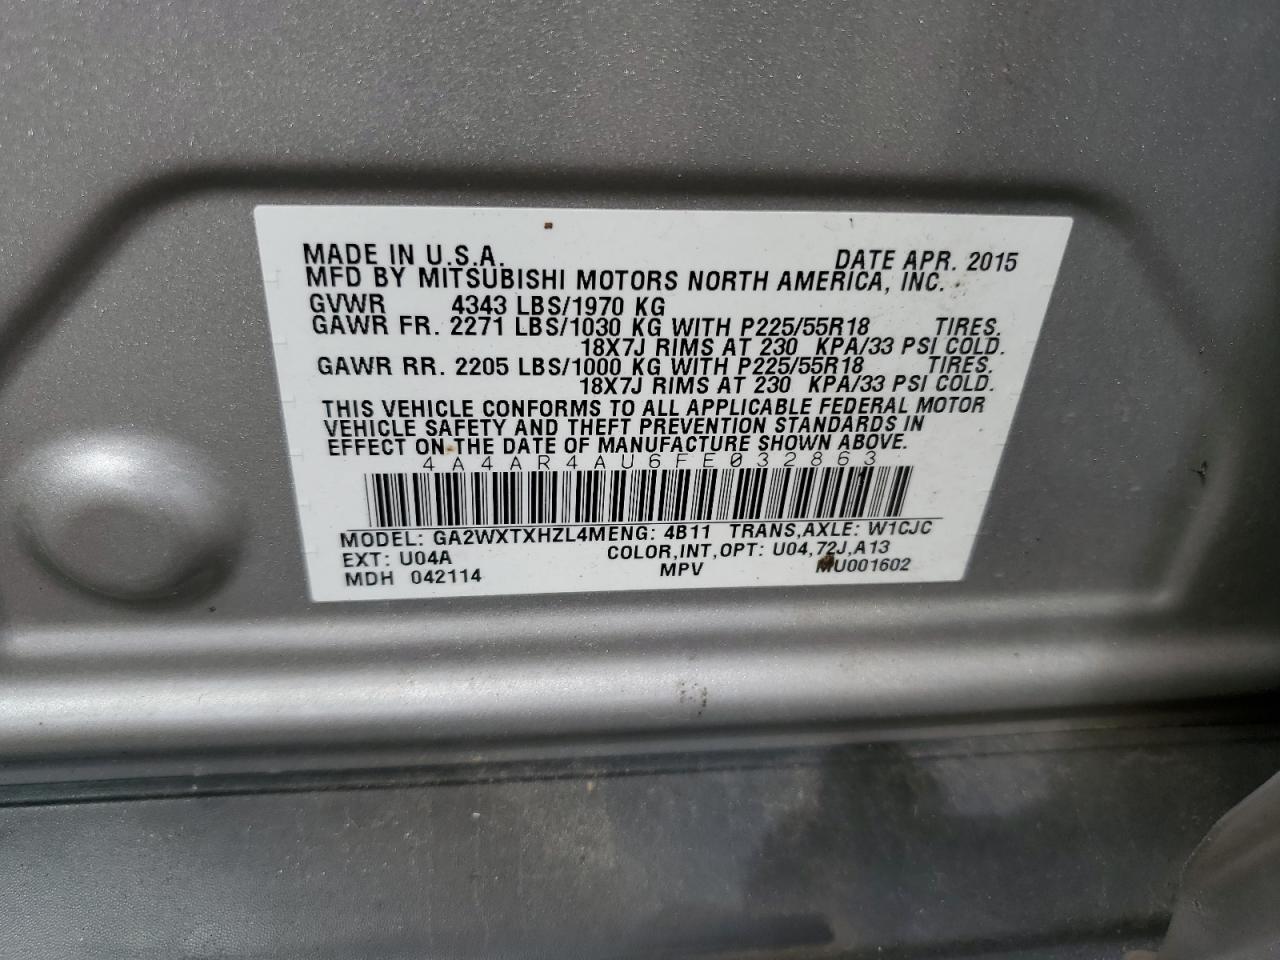 MADE IN U.S.A. DATE APR. 2015
MFD BY MITSUBISHI MOTORS NORTH AMERICA, INC.
GVWR 4343 LBS/1970 KG
GAWR FR. 2271 LBS/1030 KG WITH P225/55R18 TIRES.
18X7J RIMS AT 230 KPA/33 PSI COLD.
GAWR RR. 2205 LBS/1000 KG WITH P225/55R18 TIRES.
18X7J RIMS AT 230 KPA/33 PSI COLD.
THIS VEHICLE CONFORMS TO ALL APPLICABLE FEDERAL MOTOR
VEHICLE SAFETY AND THEFT PREVENTION STANDARDS IN
EFFECT ON THE DATE OF MANUFACTURE SHOWN ABOVE.
4A4AR4AU6FE032863
MODEL: GA2WXTXHZL4MENG: 4B11 TRANS,AXLE: W1CJC
EXT: U04A COLOR,INT,OPT: U04,72J,A13
MDH 042114 MPV MU001602